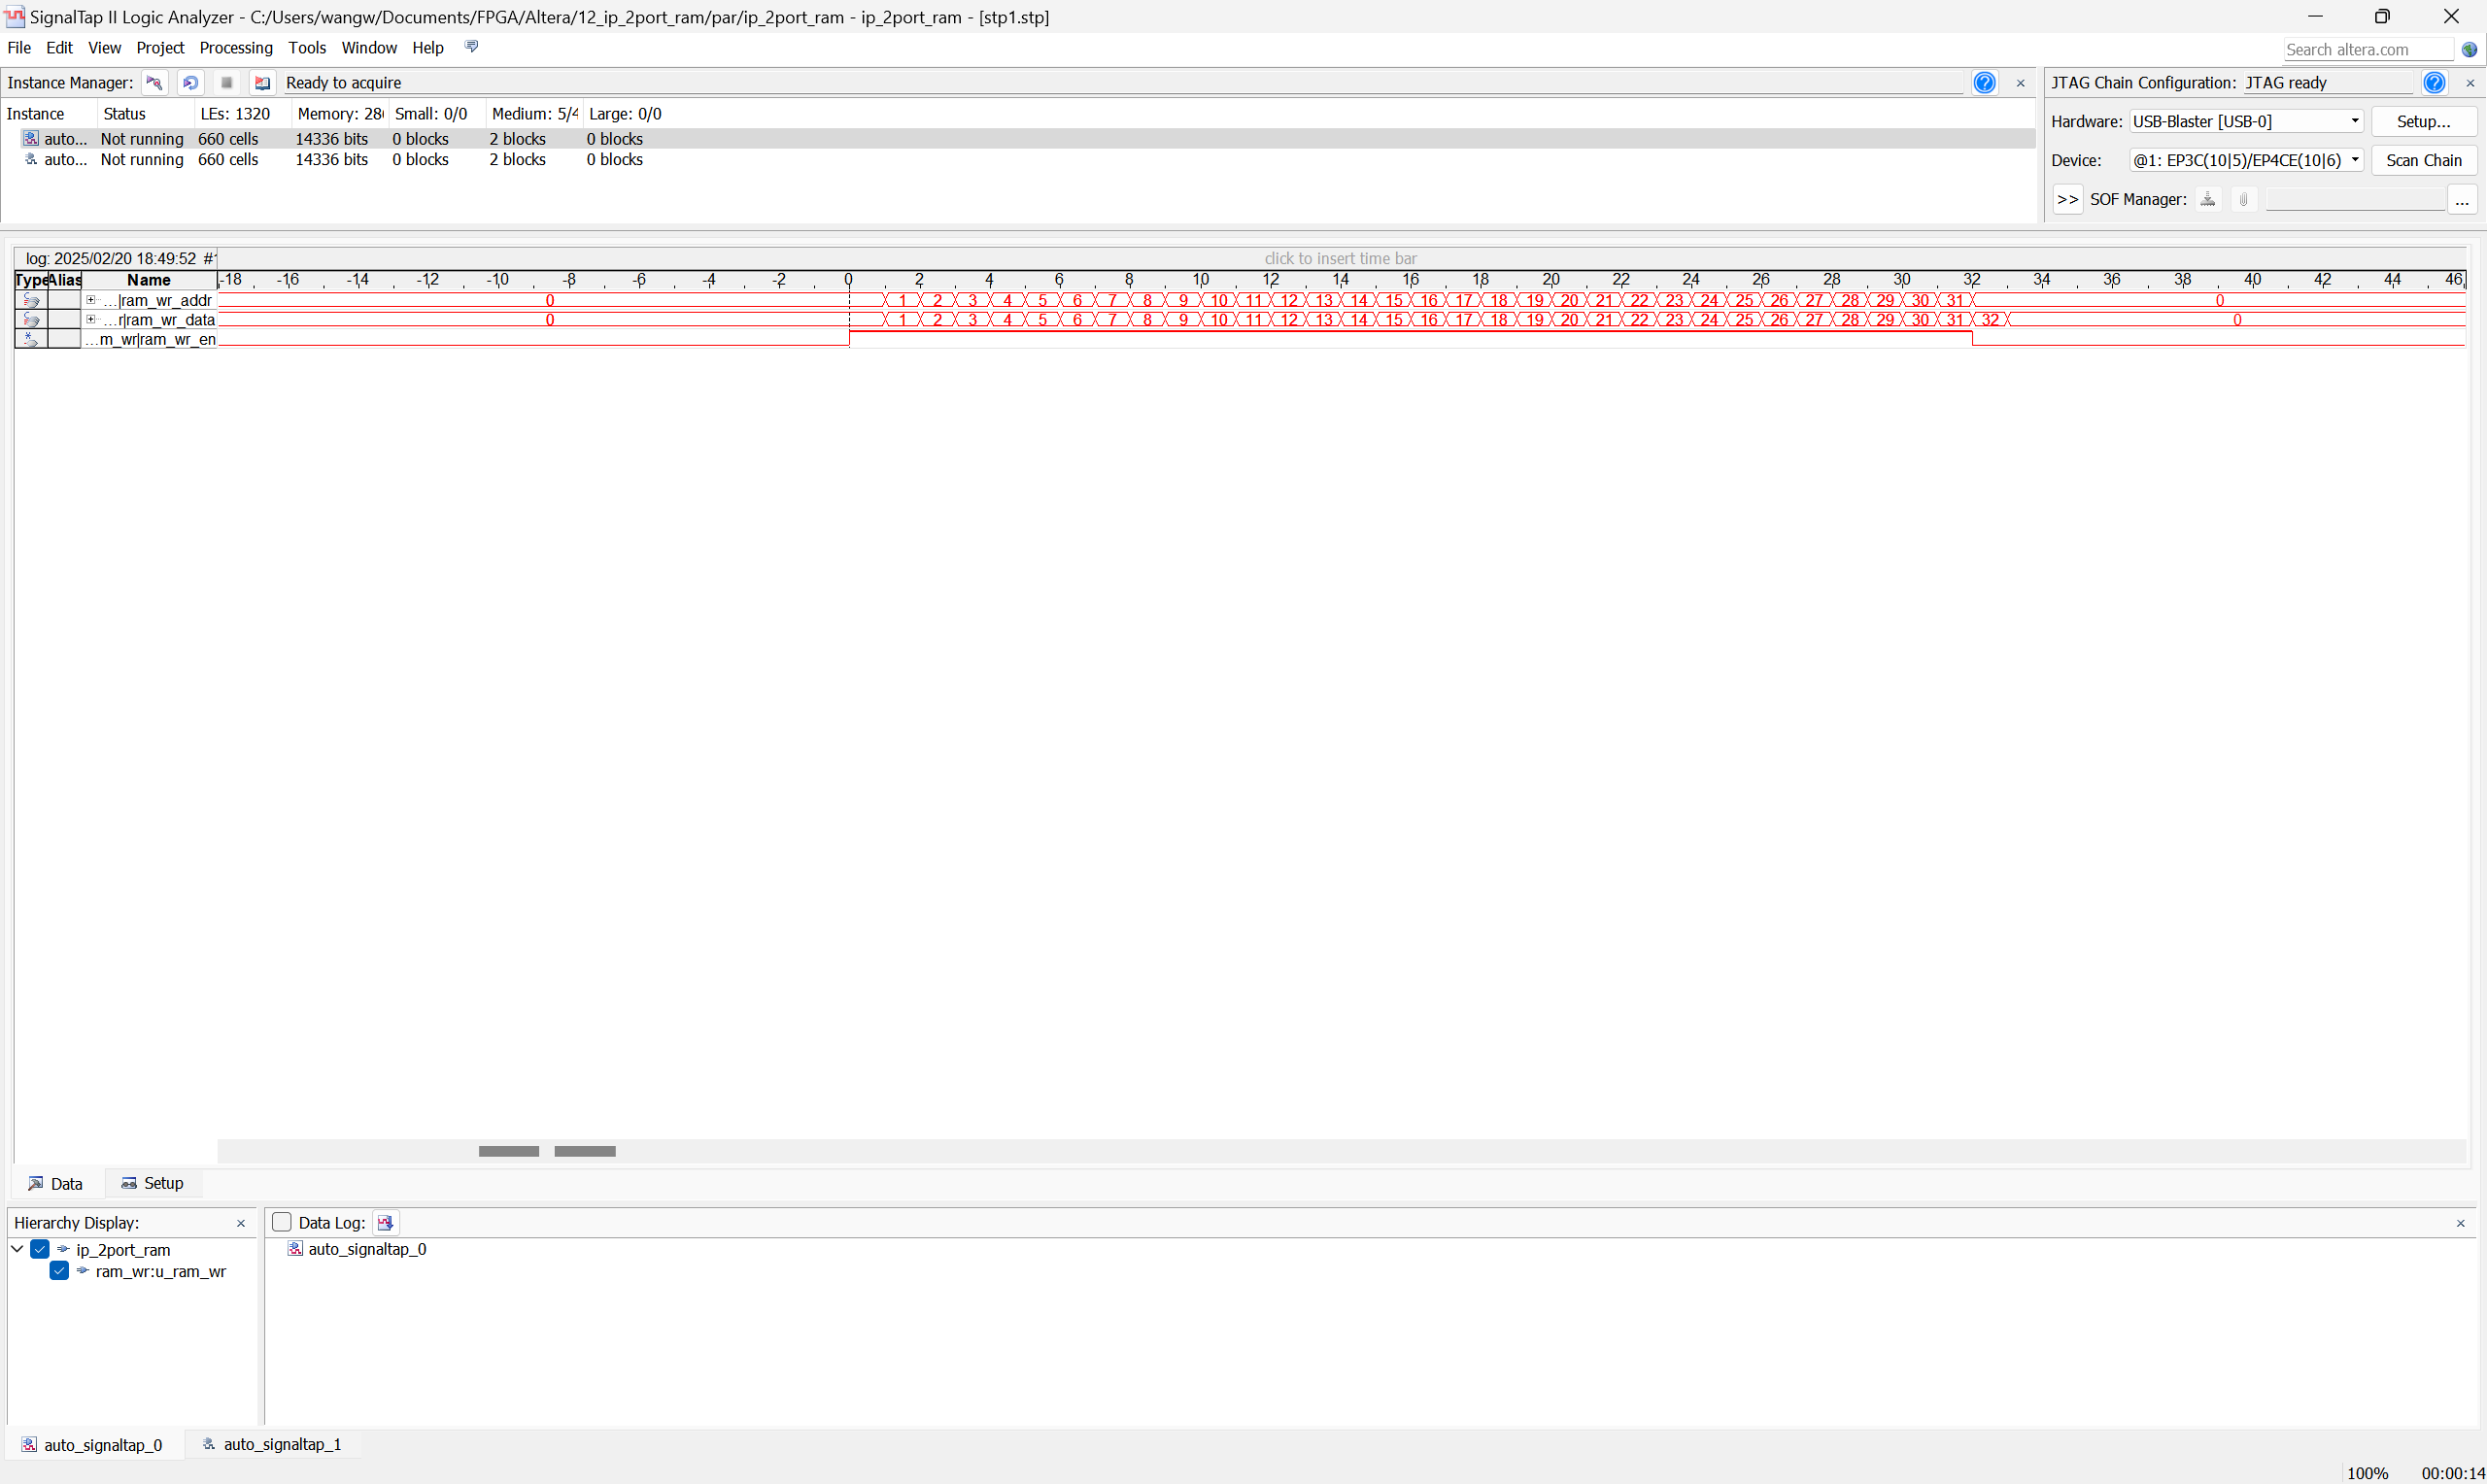 SignalTap II Logic Analyzer - C:/Users/wangw/Documents/FPGA/Altera/12_ip_2port_ram/par/ip_2port_ram - ip_2port_ram - [stp1.stp]
File Edit View Project Processing Tools Window Help Search altera.com
Instance Manager: Ready to acquire
JTAG Chain Configuration: JTAG ready
Instance Status LEs: 1320 Memory: 28 Small: 0/0 Medium: 5/4 Large: 0/0
auto... Not running 660 cells 14336 bits 0 blocks 2 blocks 0 blocks
auto... Not running 660 cells 14336 bits 0 blocks 2 blocks 0 blocks
Hardware: USB-Blaster [USB-0] Setup...
Device: @1: EP3C(10|5)/EP4CE(10|6) Scan Chain
>> SOF Manager: ...
log: 2025/02/20 18:49:52 # click to insert time bar
Type Alias Name -18 -16 -14 -12 -10 -8 -6 -4 -2 0 2 4 6 8 10 12 14 16 18 20 22 24 26 28 30 32 34 36 38 40 42 44 46
...|ram_wr_addr 0 1 2 3 4 5 6 7 8 9 10 11 12 13 14 15 16 17 18 19 20 21 22 23 24 25 26 27 28 29 30 31 0
...r|ram_wr_data 0 1 2 3 4 5 6 7 8 9 10 11 12 13 14 15 16 17 18 19 20 21 22 23 24 25 26 27 28 29 30 31 32 0
...m_wr|ram_wr_en
Data Setup
Hierarchy Display:
ip_2port_ram
ram_wr:u_ram_wr
Data Log:
auto_signaltap_0
auto_signaltap_0 auto_signaltap_1
100% 00:00:14